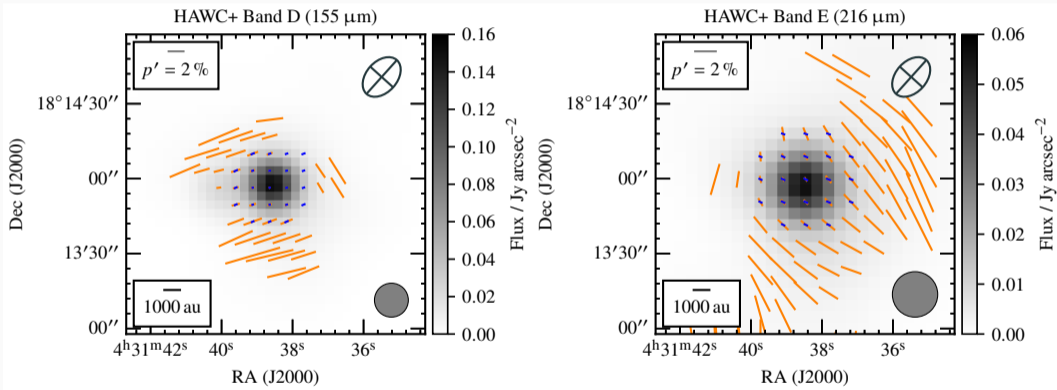 HAWC+ Band D (155 μm)
p′ = 2 %
18°14′30″
00″
13′30″
00″
Dec (J2000)
1000 au
4ʰ31ᵐ42ˢ 40ˢ 38ˢ 36ˢ
RA (J2000)
0.16
0.14
0.12
0.10
0.08
0.06
0.04
0.02
0.00
Flux / Jy arcsec⁻²
HAWC+ Band E (216 μm)
p′ = 2 %
18°14′30″
00″
13′30″
00″
Dec (J2000)
1000 au
4ʰ31ᵐ42ˢ 40ˢ 38ˢ 36ˢ
RA (J2000)
0.06
0.05
0.04
0.03
0.02
0.01
0.00
Flux / Jy arcsec⁻²